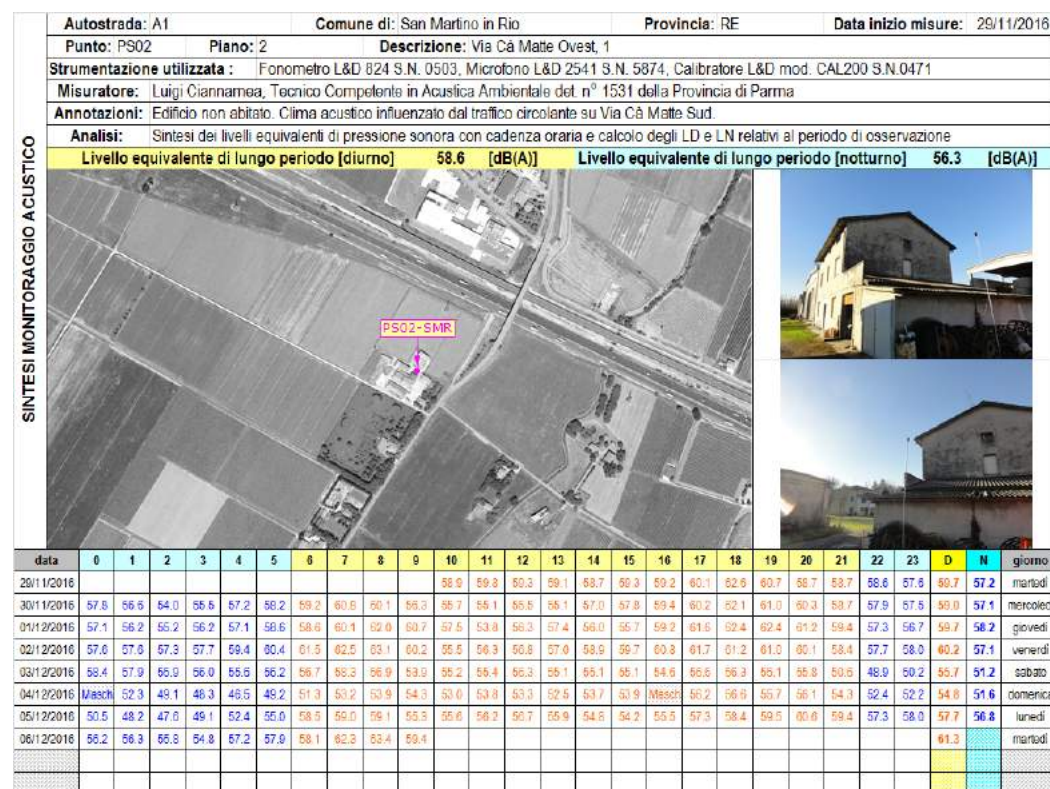 Autostrada: A1 Comune di: San Martino in Rio Provincia: RE Data inizio misure: 29/11/2016
Punto: PS02 Piano: 2 Descrizione: Via Cà Matte Ovest, 1
Strumentazione utilizzata : Fonometro L&D 824 S.N. 0503, Microfono L&D 2541 S.N. 5874, Calibratore L&D mod. CAL200 S.N.0471
Misuratore: Luigi Ciannamea, Tecnico Competente in Acustica Ambientale det. n° 1531 della Provincia di Parma
Annotazioni: Edificio non abitato. Clima acustico influenzato dal traffico circolante su Via Cà Matte Sud.
Analisi: Sintesi dei livelli equivalenti di pressione sonora con cadenza oraria e calcolo degli LD e LN relativi al periodo di osservazione
Livello equivalente di lungo periodo [diurno] 58.6 [dB(A)] Livello equivalente di lungo periodo [notturno] 56.3 [dB(A)]
SINTESI MONITORAGGIO ACUSTICO
PS02-SMR
data 0 1 2 3 4 5 6 7 8 9 10 11 12 13 14 15 16 17 18 19 20 21 22 23 D N giorno
29/11/2016 58.9 59.8 59.3 59.1 58.7 59.3 59.2 60.1 62.6 60.7 58.7 58.7 58.6 57.6 59.7 57.2 martedì
30/11/2016 57.8 56.6 54.0 55.5 57.2 58.2 59.2 60.8 60.1 56.3 55.7 55.1 55.5 55.1 57.0 57.8 59.4 60.2 62.1 61.0 60.3 58.7 57.9 57.5 59.0 57.1 mercoled
01/12/2016 57.1 56.2 55.2 56.2 57.1 58.6 58.6 60.1 62.0 60.7 57.5 53.8 56.3 57.4 56.0 55.7 59.2 61.5 62.4 62.4 61.2 59.4 57.3 56.7 59.7 58.2 giovedì
02/12/2016 57.6 57.6 57.3 57.7 59.4 60.4 61.5 62.5 63.1 60.2 55.5 56.3 56.8 57.0 58.9 59.7 60.8 61.7 61.2 61.0 60.1 58.4 57.7 58.0 60.2 57.1 venerdì
03/12/2016 58.4 57.9 55.9 56.0 55.6 56.2 56.7 58.3 56.9 53.9 55.2 55.4 56.3 55.1 55.1 55.1 54.6 56.3 55.1 55.8 50.6 48.9 50.2 55.7 51.2 sabato
04/12/2016 Masch 52.3 49.1 48.3 46.5 49.2 51.3 53.2 53.9 54.3 53.0 53.8 53.3 52.5 53.7 53.9 Masch 56.2 55.7 56.1 54.3 52.4 52.2 54.8 51.6 domenica
05/12/2016 50.5 48.2 47.6 49.1 52.4 55.0 58.5 59.0 59.1 55.3 55.6 56.2 56.7 55.9 54.8 54.2 55.5 57.3 58.4 59.5 60.6 59.4 57.3 58.0 57.7 56.8 lunedì
06/12/2016 56.2 56.3 55.8 54.8 57.2 57.9 58.1 62.3 63.4 59.4 61.3 martedì